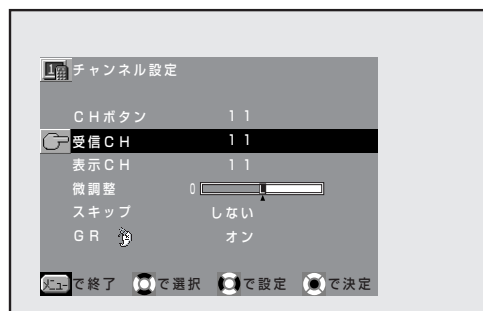 1 チャンネル設定
CHボタン 11
受信CH 11
表示CH 11
微調整 0
スキップ しない
GR オン
メニューで終了 で選択 で設定 で決定